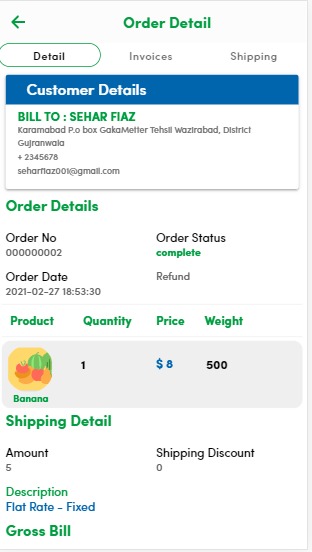 Order Detail
Detail Invoices Shipping
Customer Details
BILL TO : SEHAR FIAZ
Karamabad P.o box GakaMetter Tehsil Wazirabad, District
Gujranwala
+ 2345678
seharfiaz001@gmail.com
Order Details
Order No Order Status
000000002 complete
Order Date Refund
2021-02-27 18:53:30
Product Quantity Price Weight
1 $ 8 500
Banana
Shipping Detail
Amount Shipping Discount
5 0
Description
Flat Rate - Fixed
Gross Bill